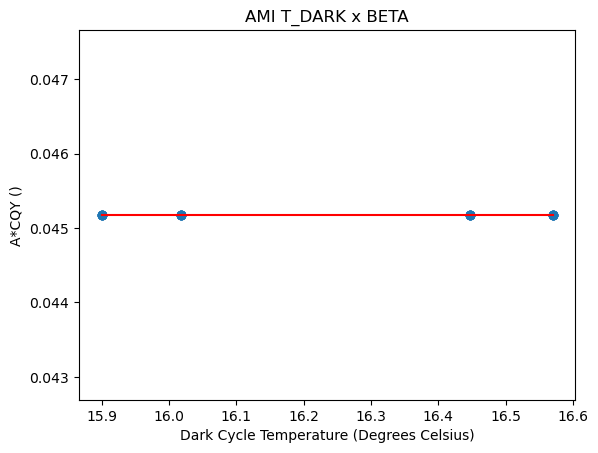 AMI T_DARK x BETA
0.047
0.046
0.045
0.044
0.043
A*CQY ()
15.9 16.0 16.1 16.2 16.3 16.4 16.5 16.6
Dark Cycle Temperature (Degrees Celsius)